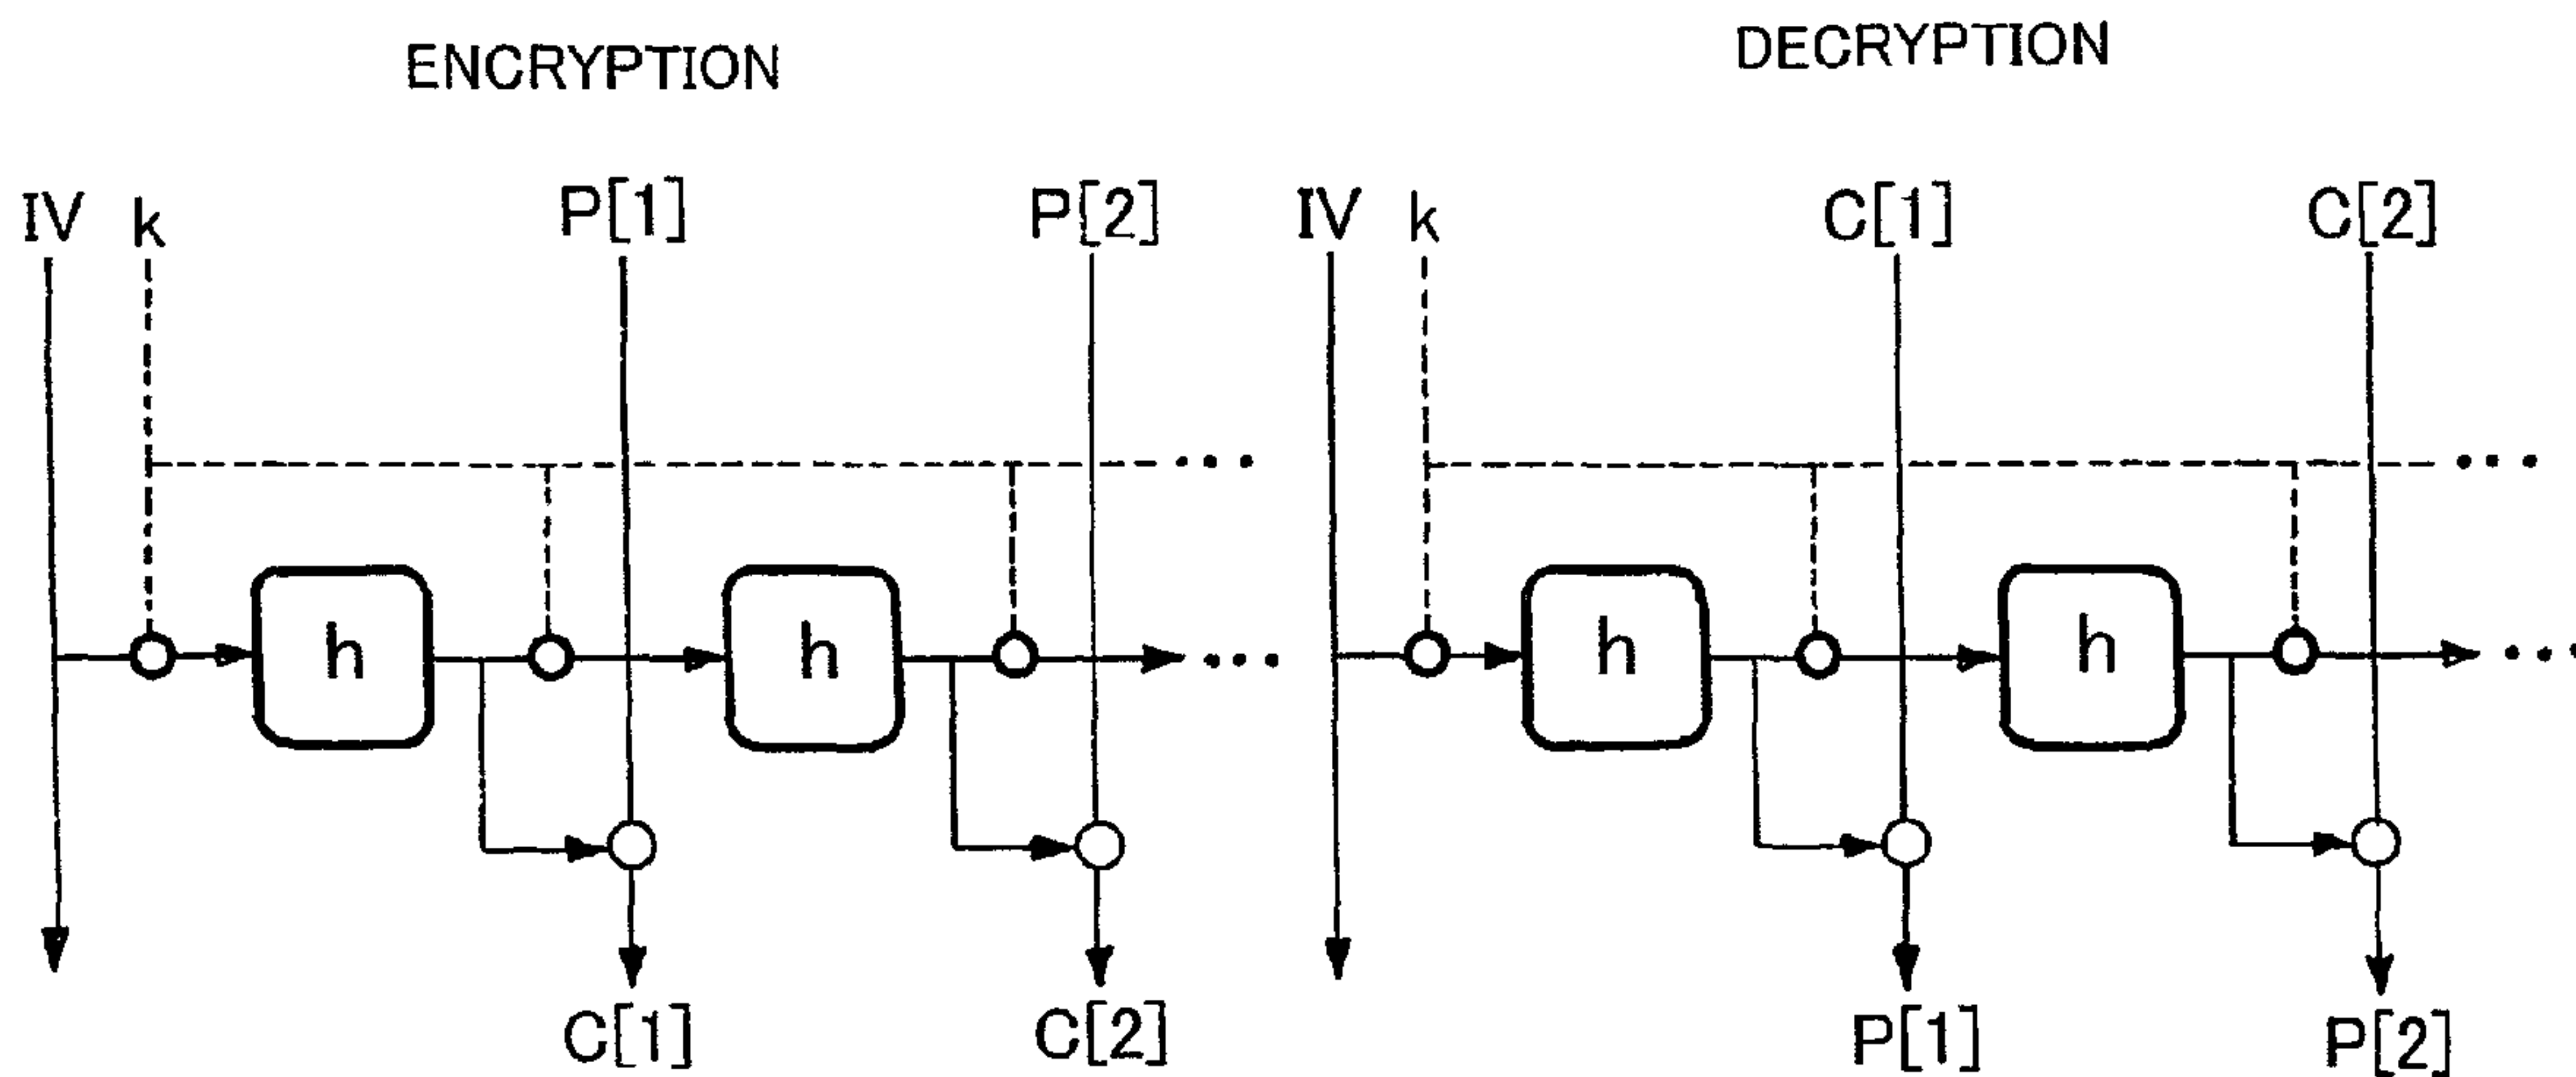 ENCRYPTION DECRYPTION
IV k P[1] P[2] IV k C[1] C[2]
... ...
h h ... h h ...
C[1] C[2] P[1] P[2]